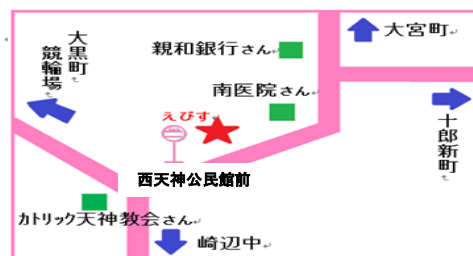 大宮町
親和銀行さん
大黒町
競輪場
南医院さん
えびす
十郎新町
西天神公民館前
カトリック天神教会さん
崎辺中